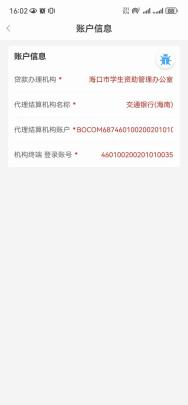 16:02
账户信息
账户信息
贷款办理机构 * 海口市学生资助管理办公室
代理结算机构名称 * 交通银行(海南)
代理结算机构账户 *BOCOM6874601002002010100
机构终端 登录账号 * 460100200201010035